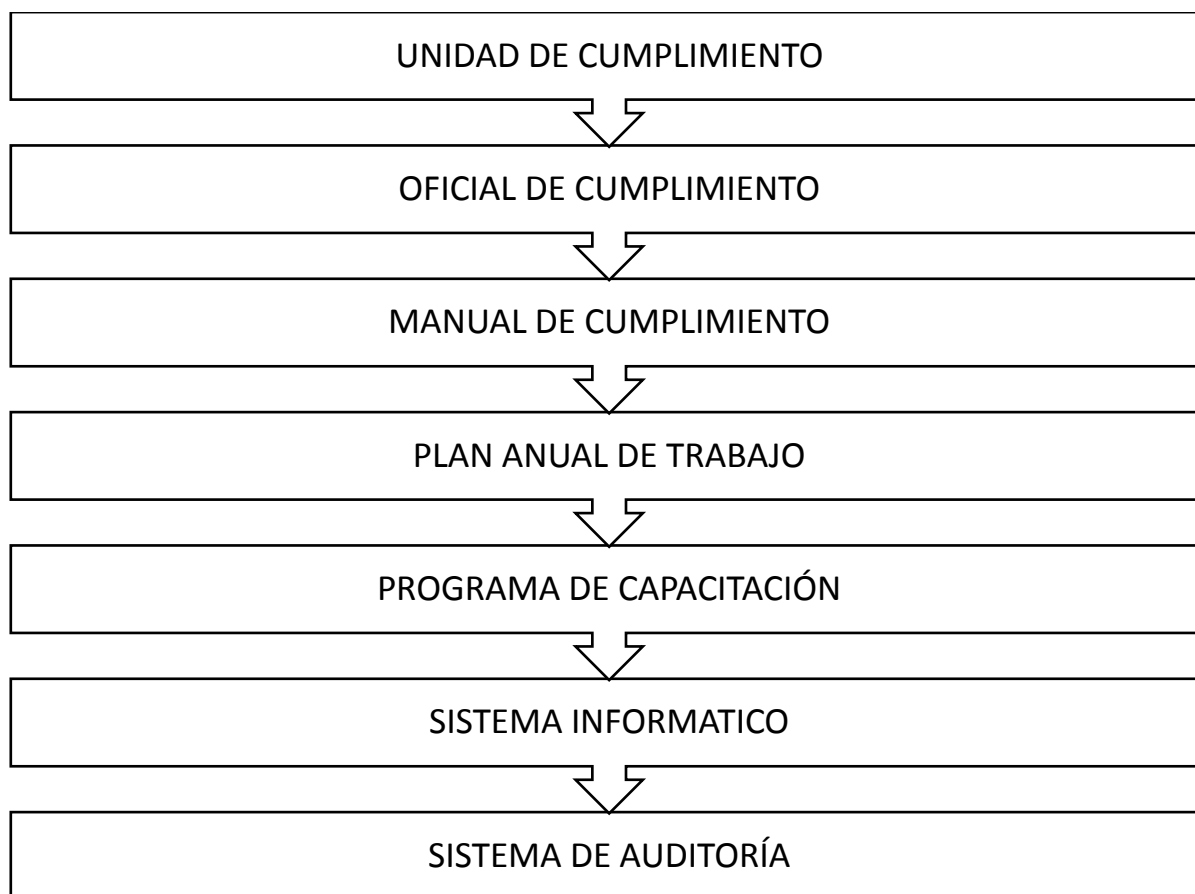 UNIDAD DE CUMPLIMIENTO
OFICIAL DE CUMPLIMIENTO
MANUAL DE CUMPLIMIENTO
PLAN ANUAL DE TRABAJO
PROGRAMA DE CAPACITACIÓN
SISTEMA INFORMATICO
SISTEMA DE AUDITORÍA